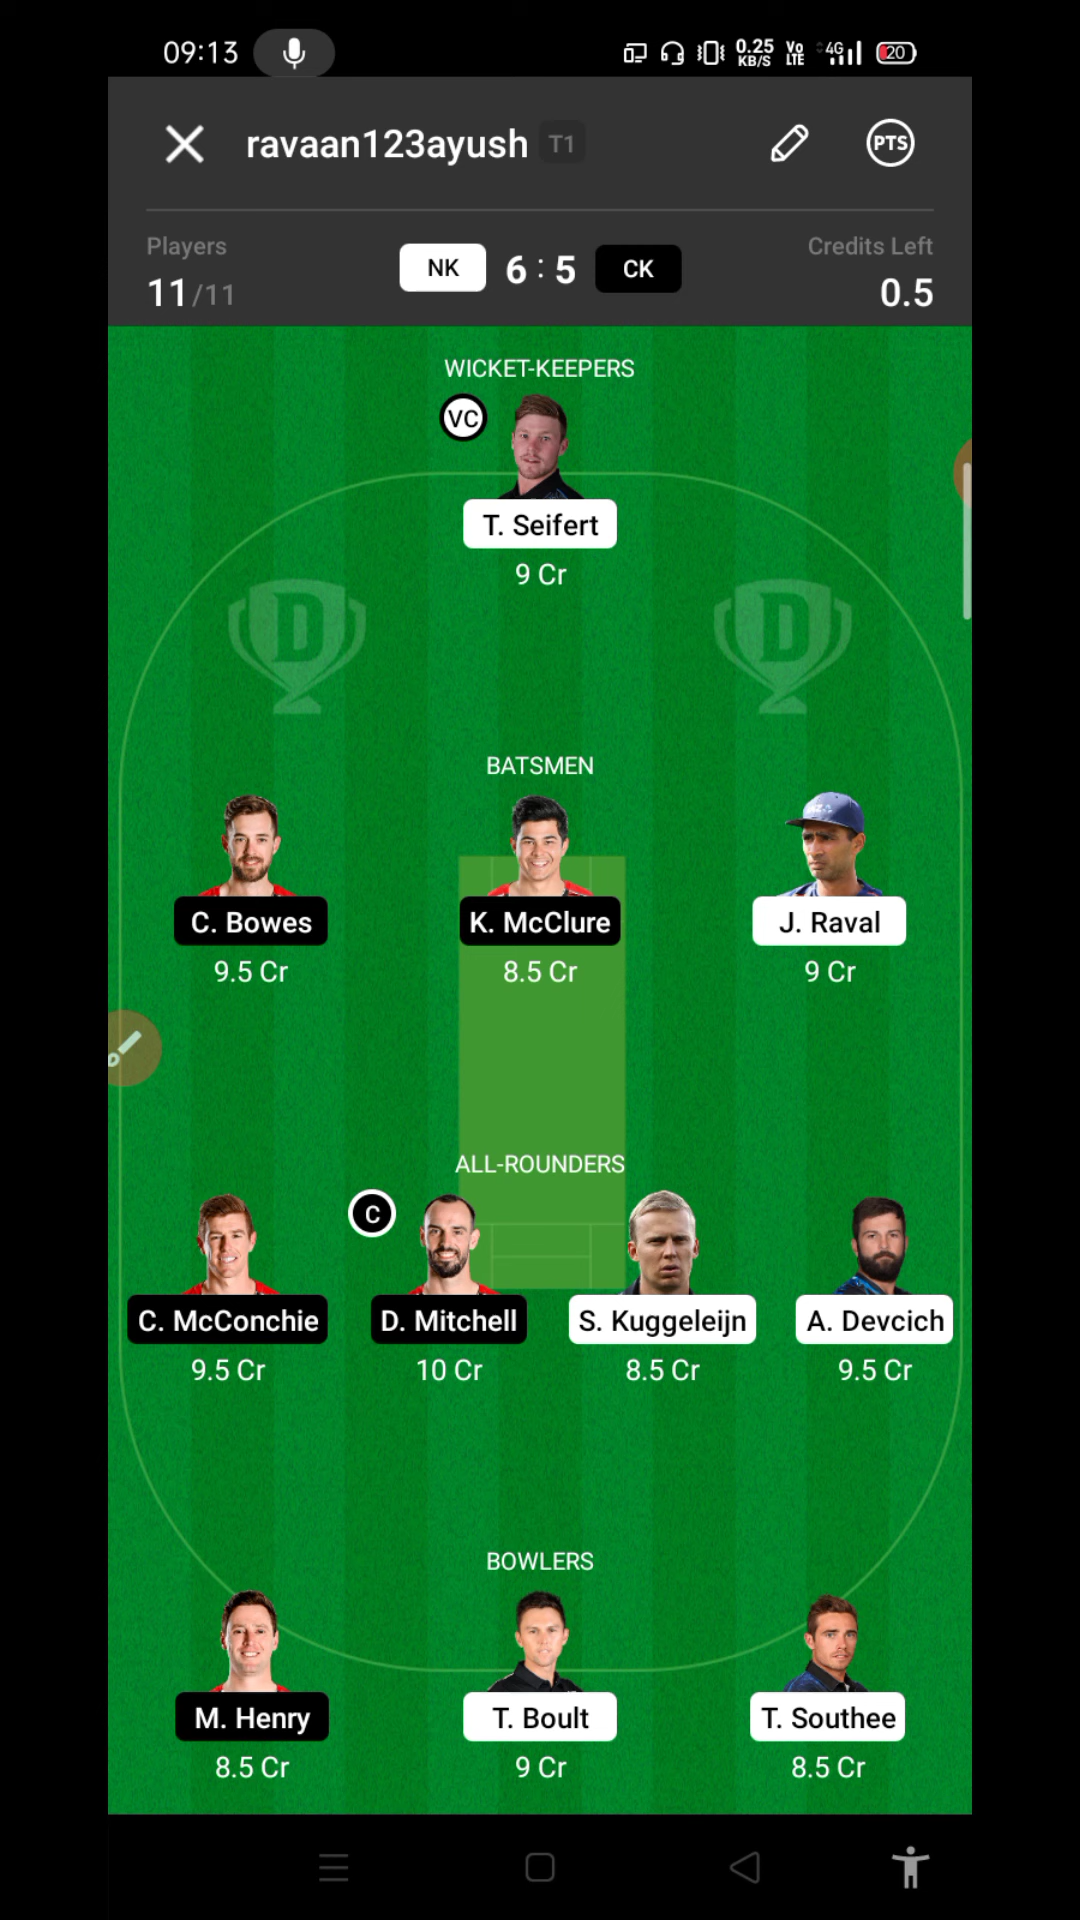 09:13
0.25 KB/S Vo LTE 4G 20
ravaan123ayush T1
PTS
Players
Credits Left
11/11
NK 6 : 5 CK
0.5
WICKET-KEEPERS
VC
T. Seifert
9 Cr
D D
BATSMEN
C. Bowes K. McClure J. Raval
9.5 Cr 8.5 Cr 9 Cr
ALL-ROUNDERS
C
C. McConchie D. Mitchell S. Kuggeleijn A. Devcich
9.5 Cr 10 Cr 8.5 Cr 9.5 Cr
BOWLERS
M. Henry T. Boult T. Southee
8.5 Cr 9 Cr 8.5 Cr